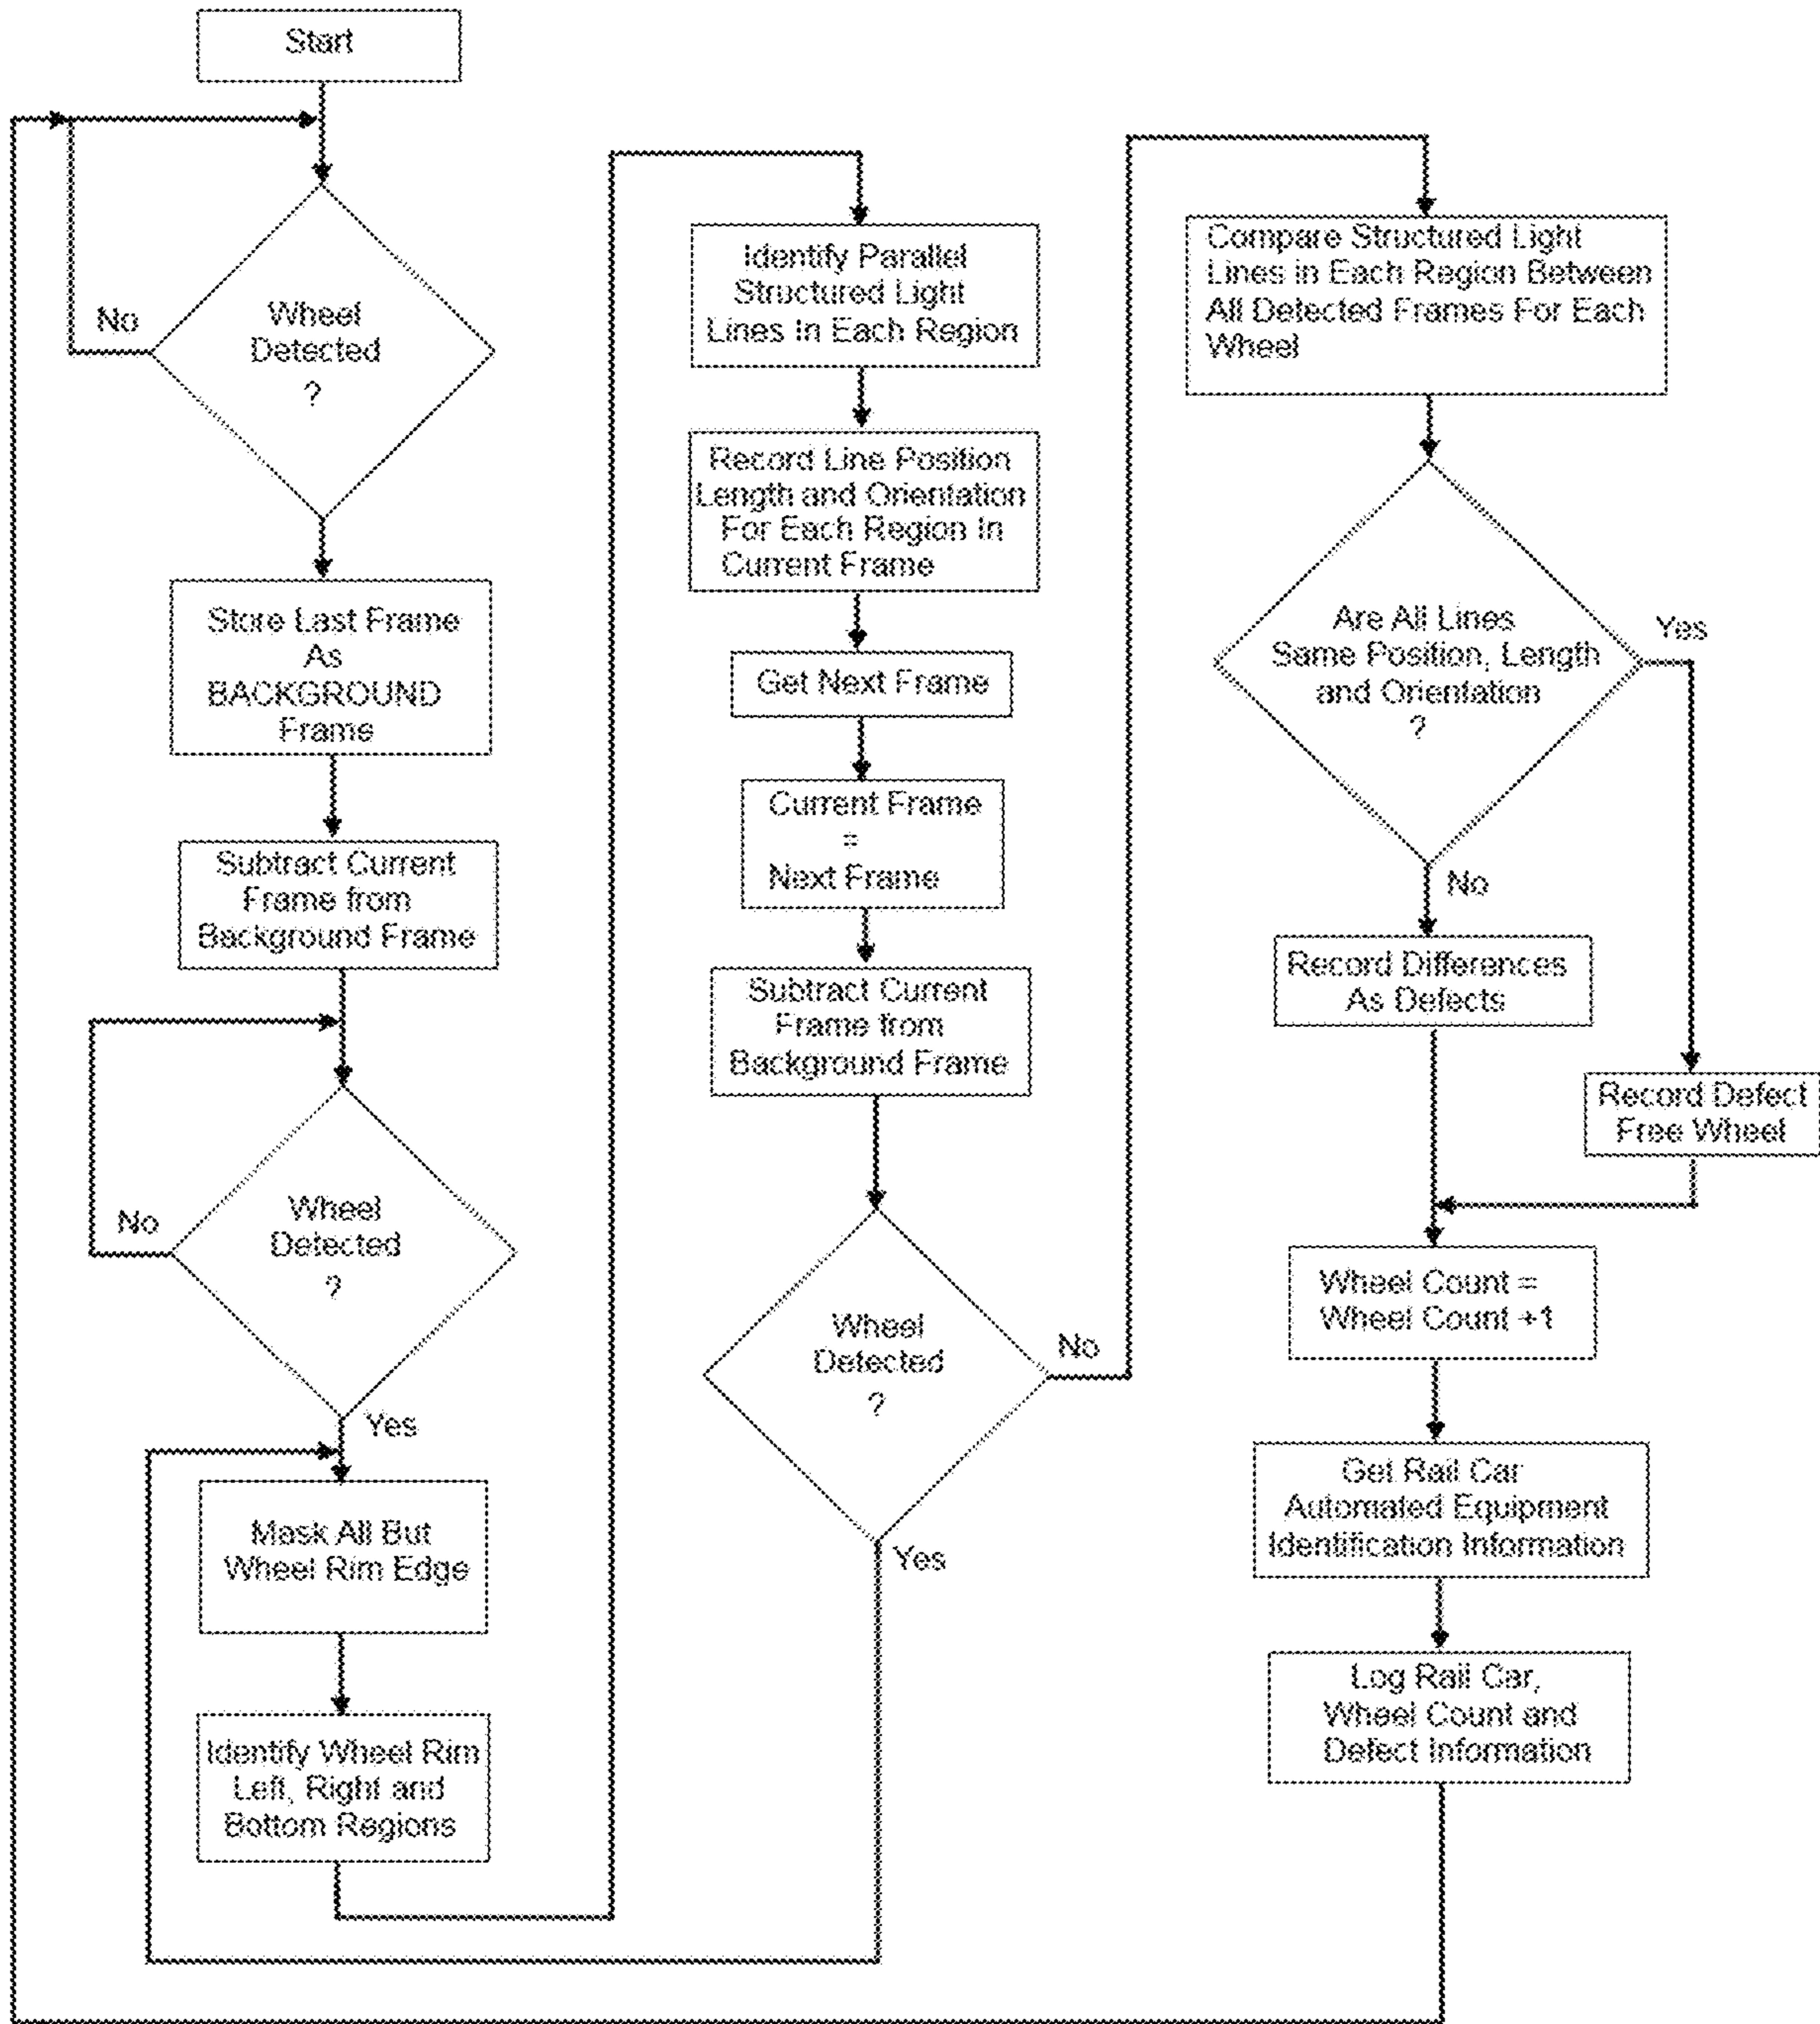 Start
No
Wheel
Detected
?
Store Last Frame
As
BACKGROUND
Frame
Subtract Current
Frame from
Background Frame
No
Wheel
Detected
?
Yes
Mask All But
Wheel Rim Edge
Identify Wheel Rim
Left, Right and
Bottom Regions
Identify Parallel
Structured Light
Lines In Each Region
Record Line Position
Length and Orientation
For Each Region In
Current Frame
Get Next Frame
Current Frame
=
Next Frame
Subtract Current
Frame from
Background Frame
Wheel
Detected
?
No
Yes
Compare Structured Light
Lines in Each Region Between
All Detected Frames For Each
Wheel
Are All Lines
Same Position, Length
and Orientation
?
Yes
No
Record Differences
As Defects
Record Defect
Free Wheel
Wheel Count =
Wheel Count +1
Get Rail Car
Automated Equipment
Identification Information
Log Rail Car,
Wheel Count and
Defect Information